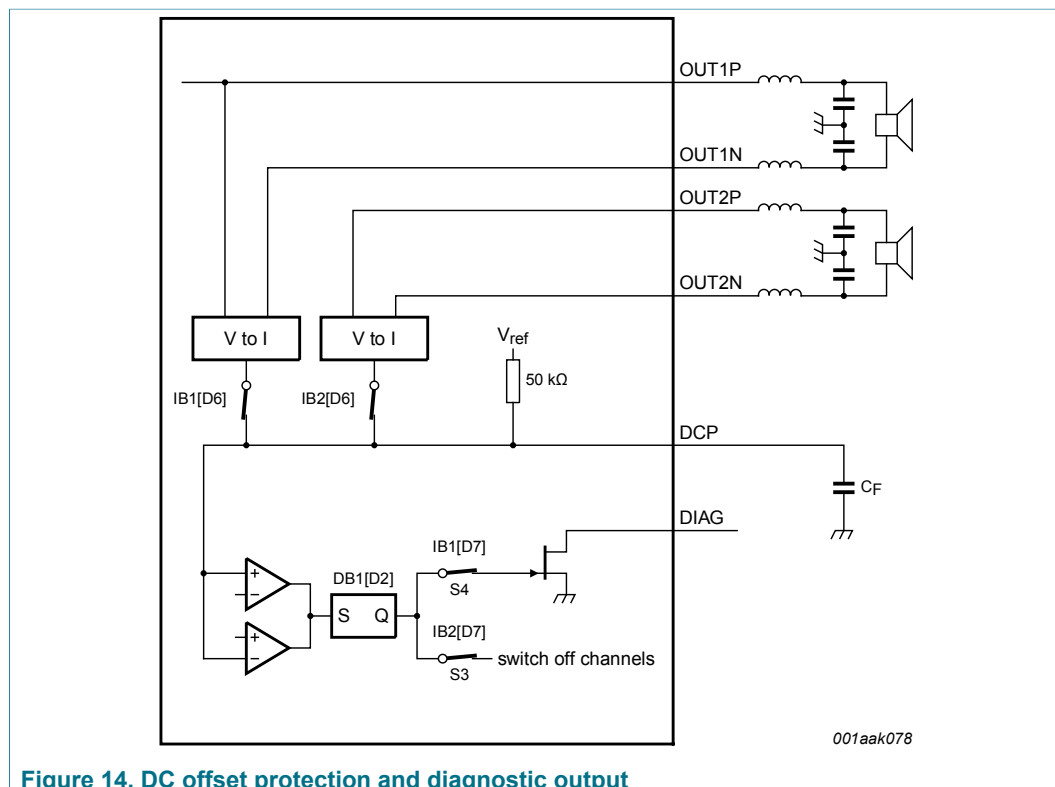 OUT1P
OUT1N
OUT2P
OUT2N
V to I
V to I
Vref
50 kΩ
IB1[D6]
IB2[D6]
DCP
CF
DIAG
IB1[D7]
DB1[D2]
S4
+
−
S Q
IB2[D7]
+
−
switch off channels
S3
001aak078
Figure 14. DC offset protection and diagnostic output